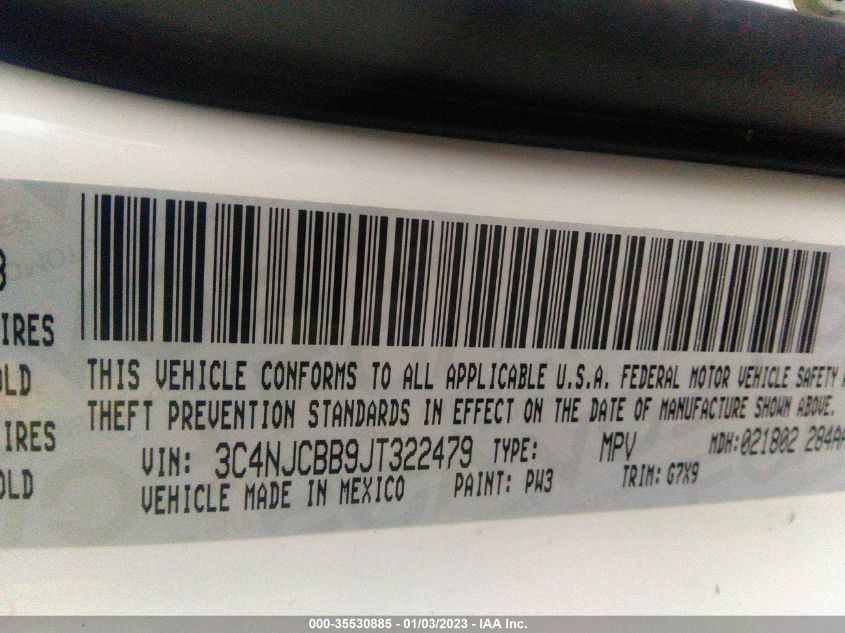 IRES
OLD
IRES
OLD
THIS VEHICLE CONFORMS TO ALL APPLICABLE U.S.A. FEDERAL MOTOR VEHICLE SAFETY
THEFT PREVENTION STANDARDS IN EFFECT ON THE DATE OF MANUFACTURE SHOWN ABOVE.
VIN: 3C4NJCBB9JT322479 TYPE: MPV MDH:021802 284AA
VEHICLE MADE IN MEXICO PAINT: PW3 TRIM: G7X9
000-35530885 - 01/03/2023 - IAA Inc.